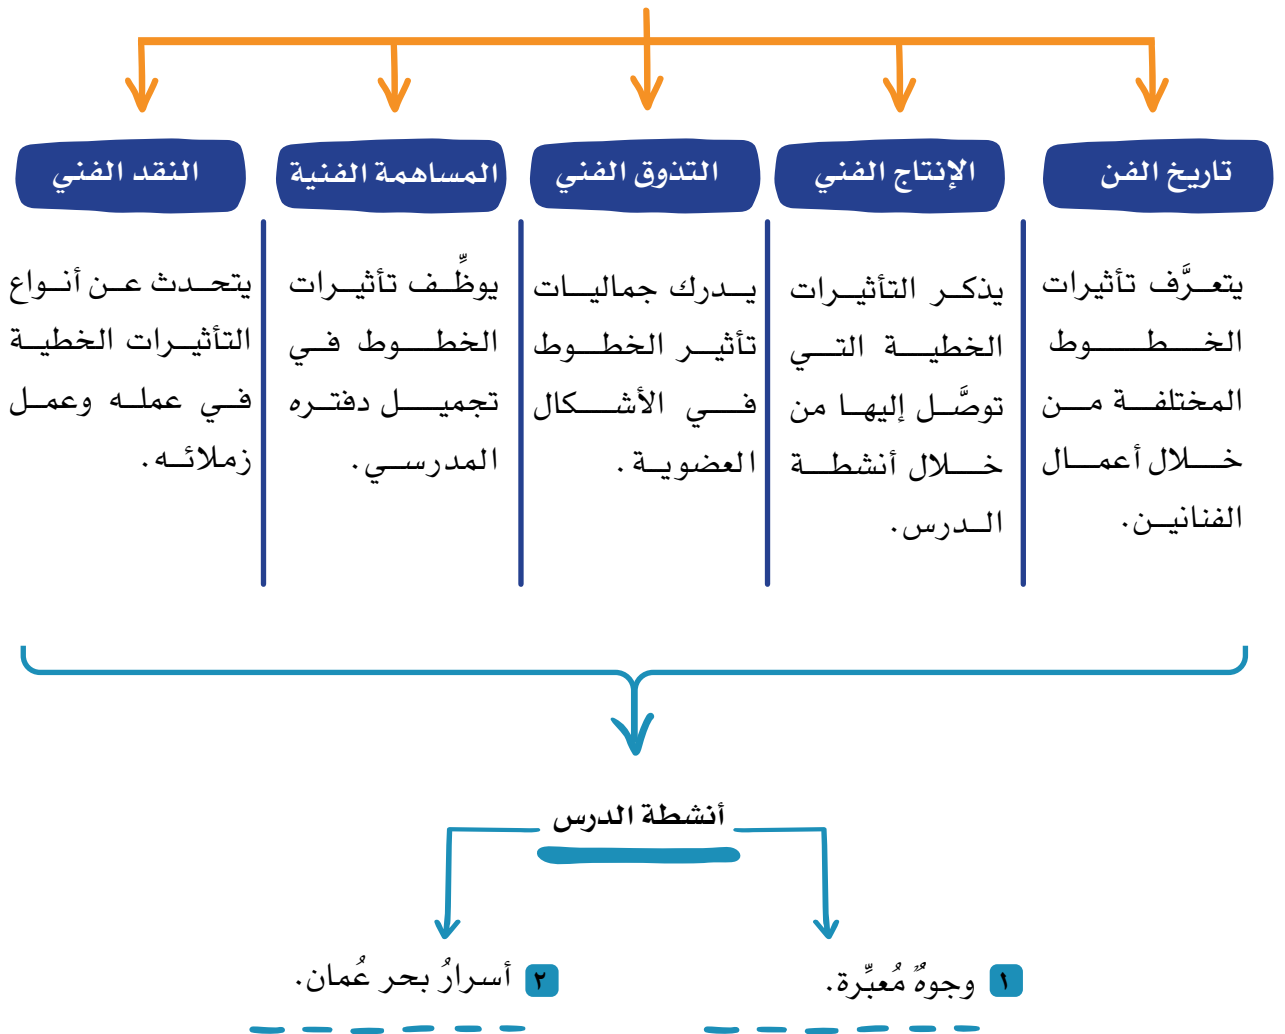 تاريخ الفن
يتعرَّف تأثيرات
الخطوط
المختلفة من
خلال أعمال
الفنانين.
الإنتاج الفني
يذكر التأثيرات
الخطية التي
توصَّل إليها من
خلال أنشطة
الدرس.
التذوق الفني
يدرك جماليات
تأثير الخطوط
في الأشكال
العضوية.
المساهمة الفنية
يوظِّف تأثيرات
الخطوط في
تجميل دفتره
المدرسي.
النقد الفني
يتحدث عن أنواع
التأثيرات الخطية
في عمله وعمل
زملائه.
أنشطة الدرس
١ وجوهٌ مُعبِّرة.
٢ أسرارُ بحر عُمان.